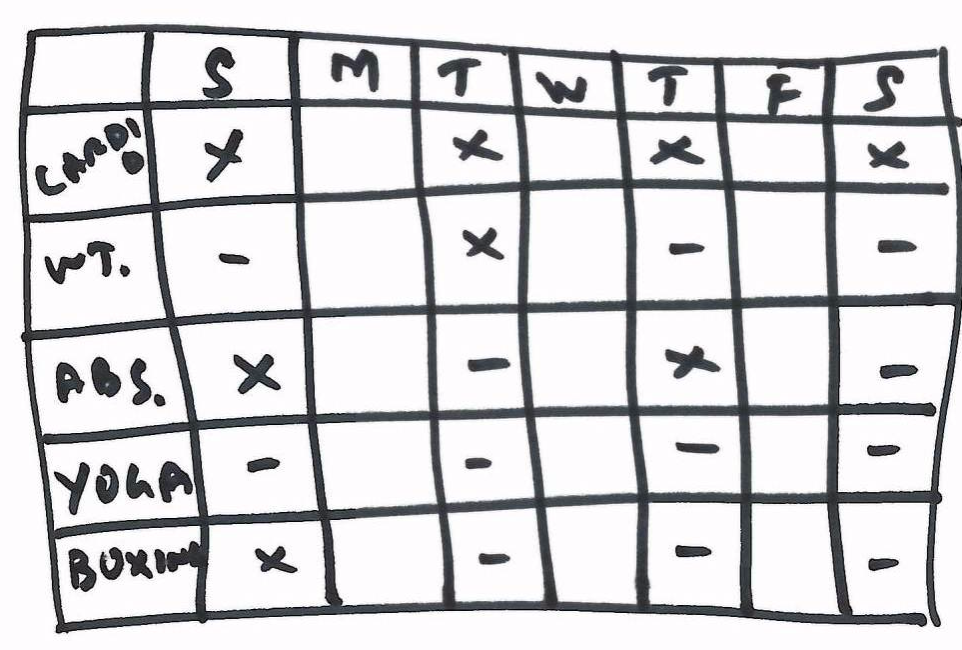 S M T W T F S
CARDIO X X X X
WT. - X - -
ABS. X - X -
YOGA - - - -
BOXING X - - -